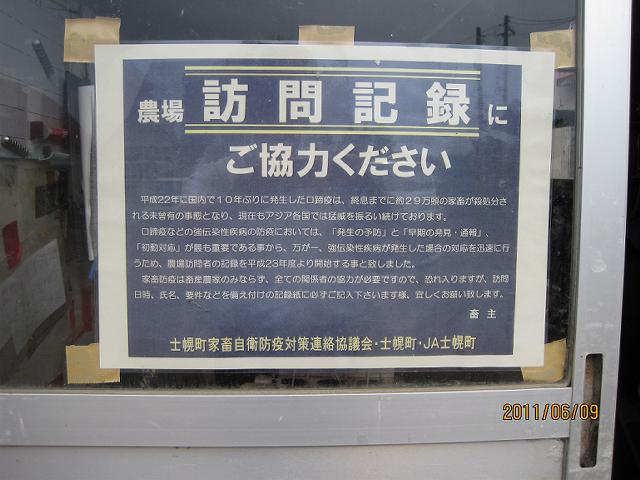 農場 訪問記録 に
ご協力ください
平成22年に国内で10年ぶりに発生した口蹄疫は、終息までに約29万頭の家畜が殺処分さ
れる未曾有の事態となり、現在もアジア各国では猛威を振るい続けております。
口蹄疫などの強伝染性疾病の防疫においては、「発生の予防」と「早期の発見・通報」、
「初動対応」が最も重要である事から、万が一、強伝染性疾病が発生した場合の対応を迅速に行
うため、農場訪問者の記録を平成23年度より開始する事と致しました。
家畜防疫は畜産農家のみならず、全ての関係者の協力が必要ですので、恐れ入りますが、訪問
日時、氏名、要件などを備え付けの記録紙に必ずご記入下さいます様、宜しくお願い致します。
畜主
士幌町家畜自衛防疫対策連絡協議会・士幌町・JA士幌町
2011/06/09